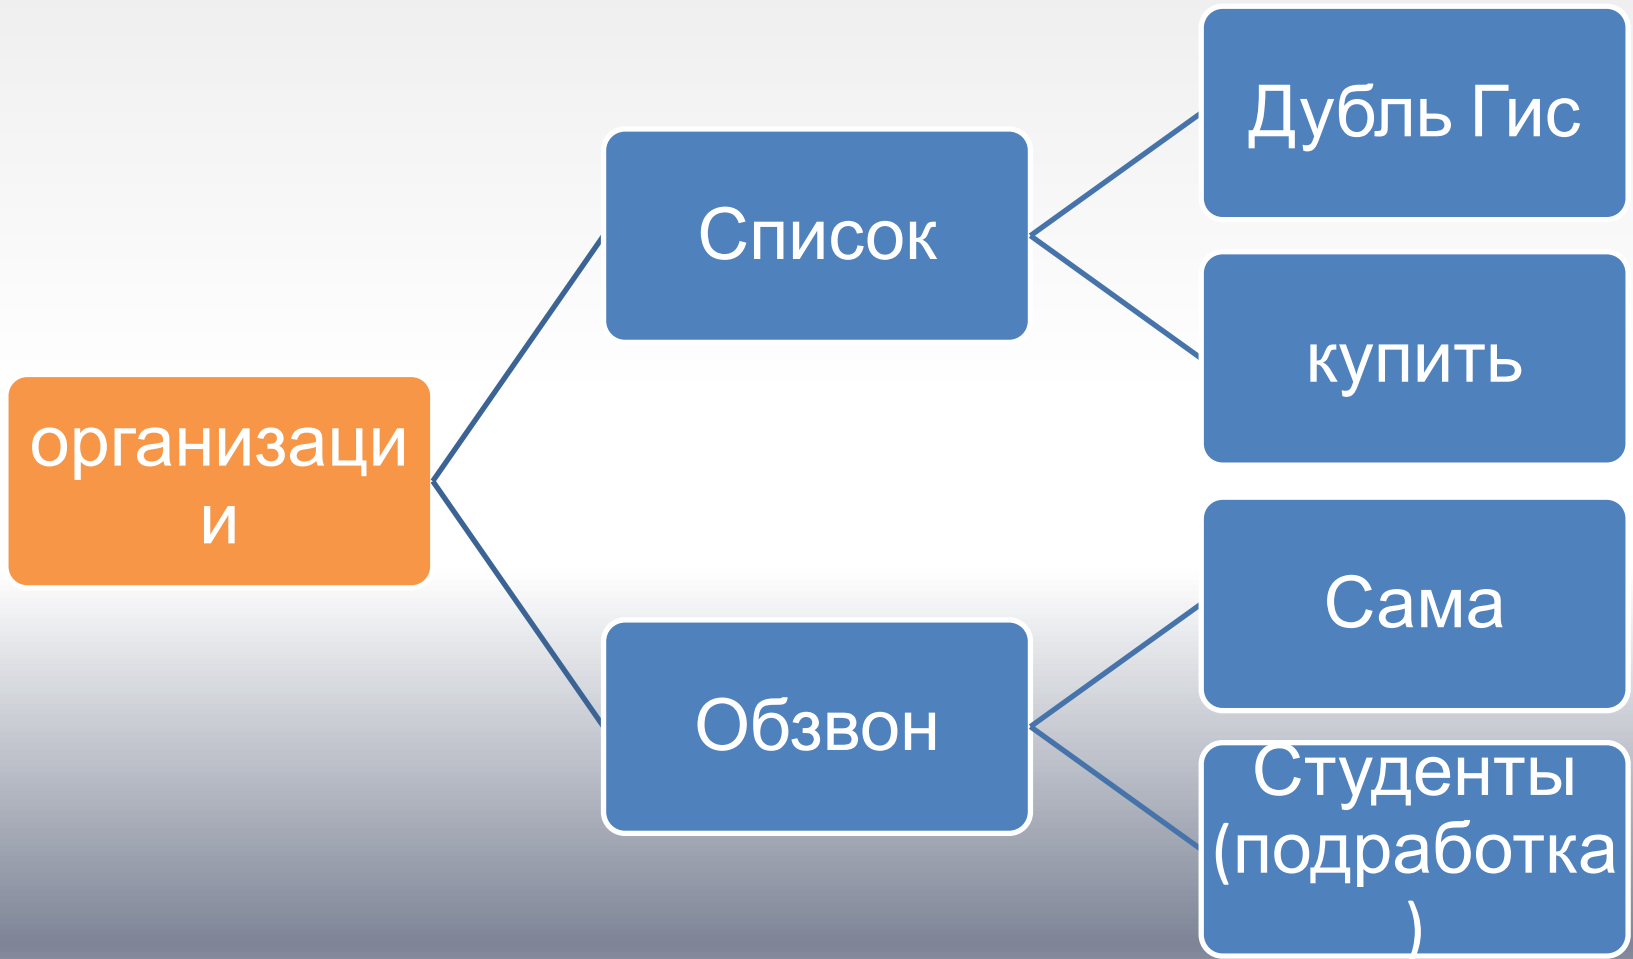 организаци
и
Список
Дубль Гис
купить
Обзвон
Сама
Студенты
(подработка
)